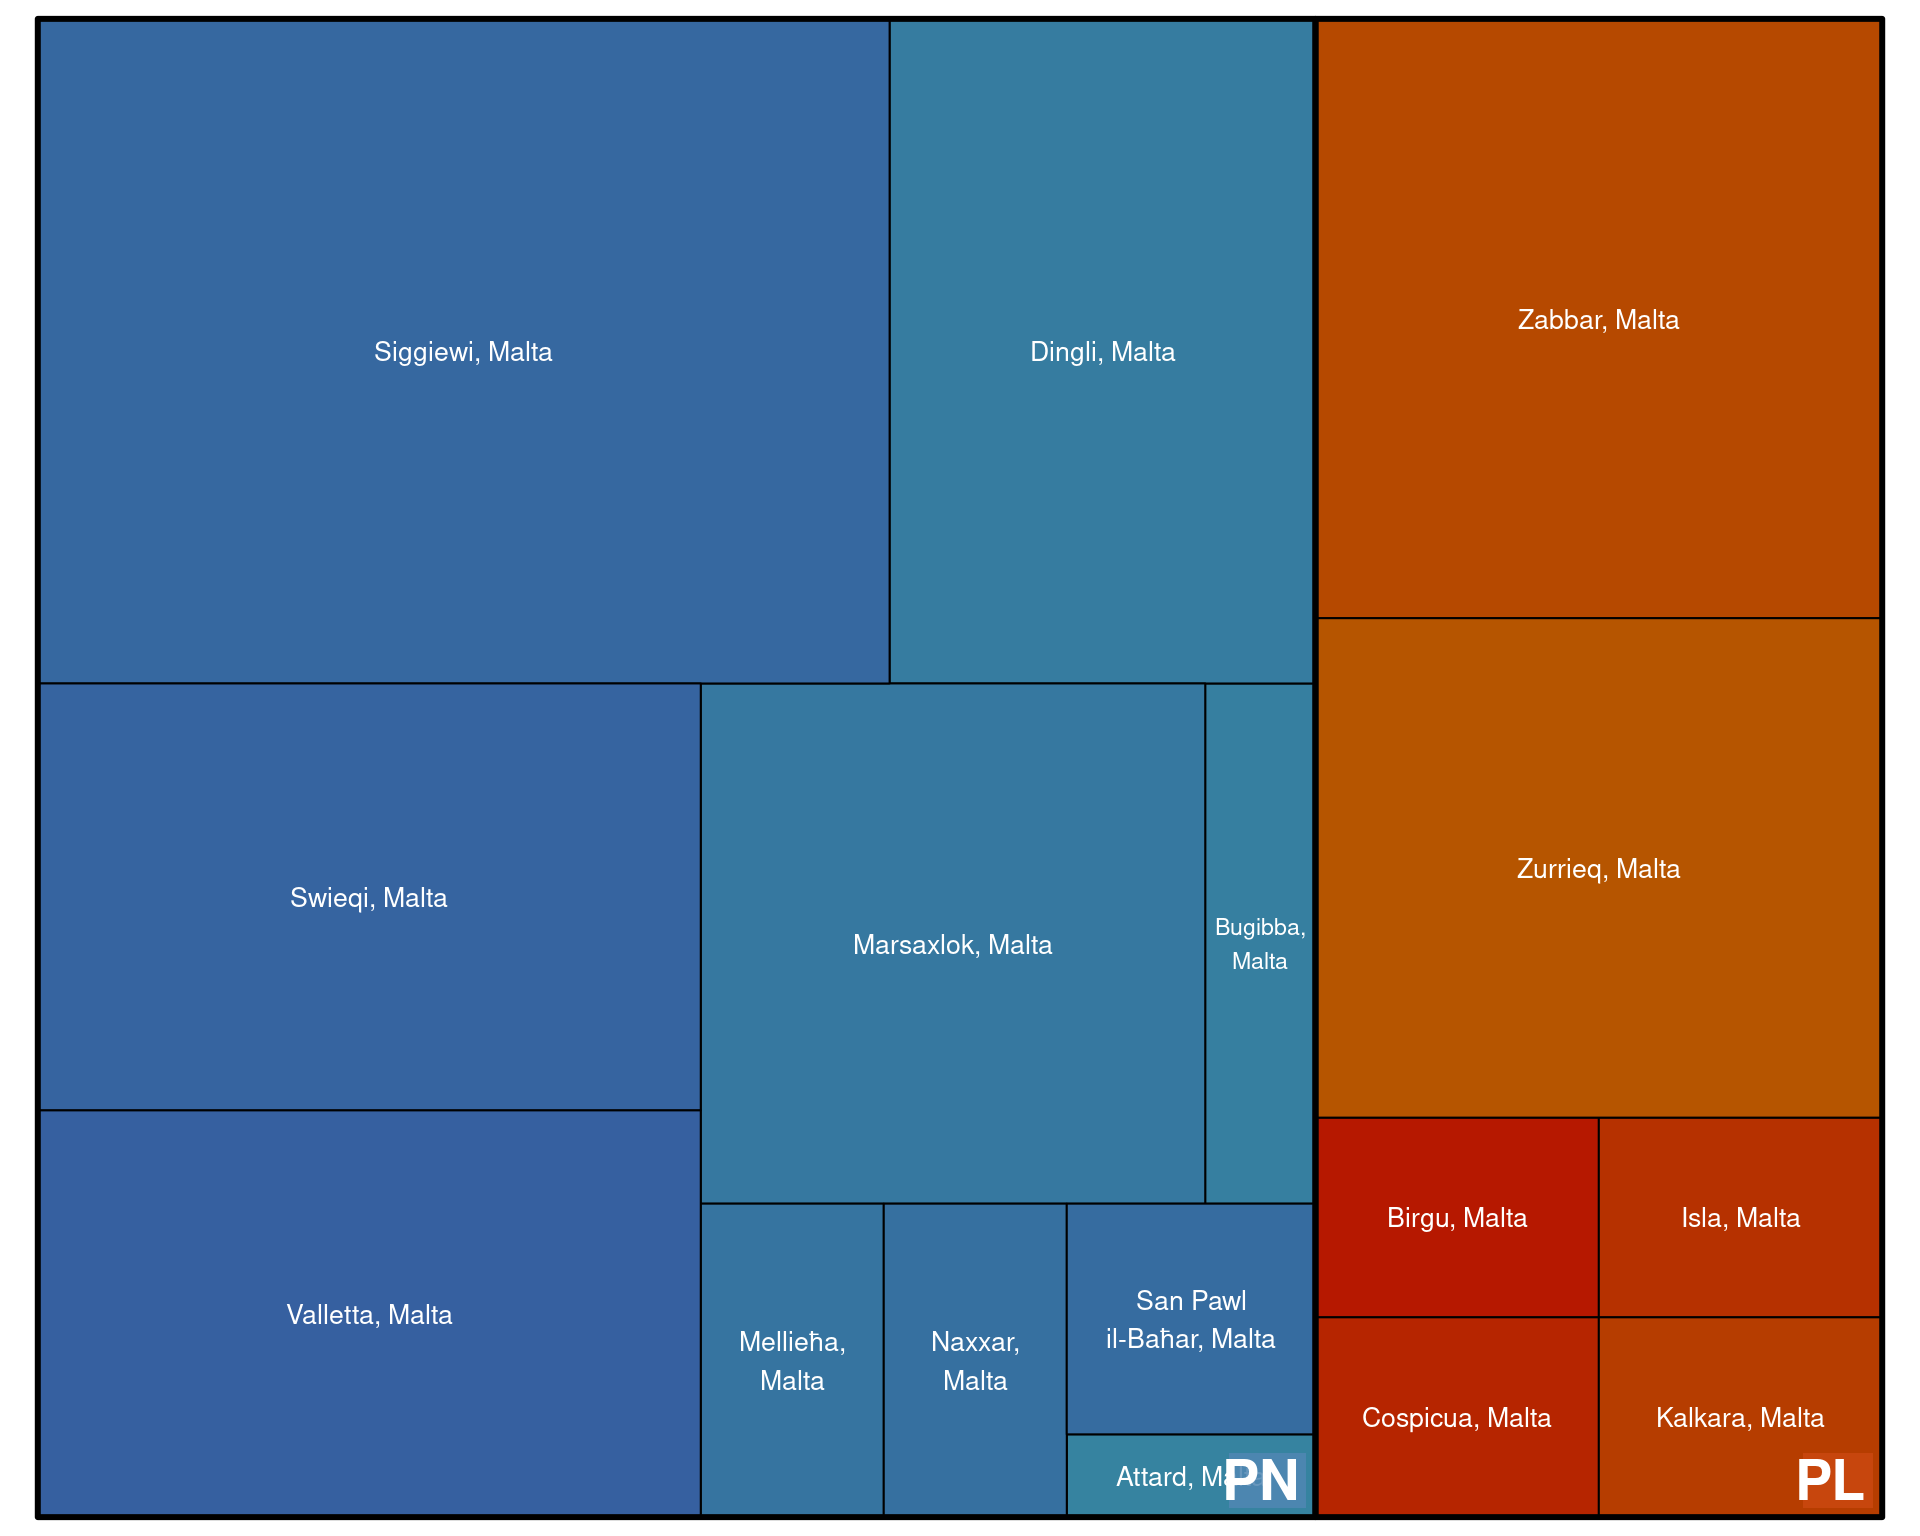 Siggiewi, Malta
Dingli, Malta
Zabbar, Malta
Swieqi, Malta
Marsaxlok, Malta
Bugibba,
Malta
Zurrieq, Malta
Valletta, Malta
Mellieħa,
Malta
Naxxar,
Malta
San Pawl
il-Baħar, Malta
Attard,
PN
Birgu, Malta
Isla, Malta
Cospicua, Malta
Kalkara, Malta
PL